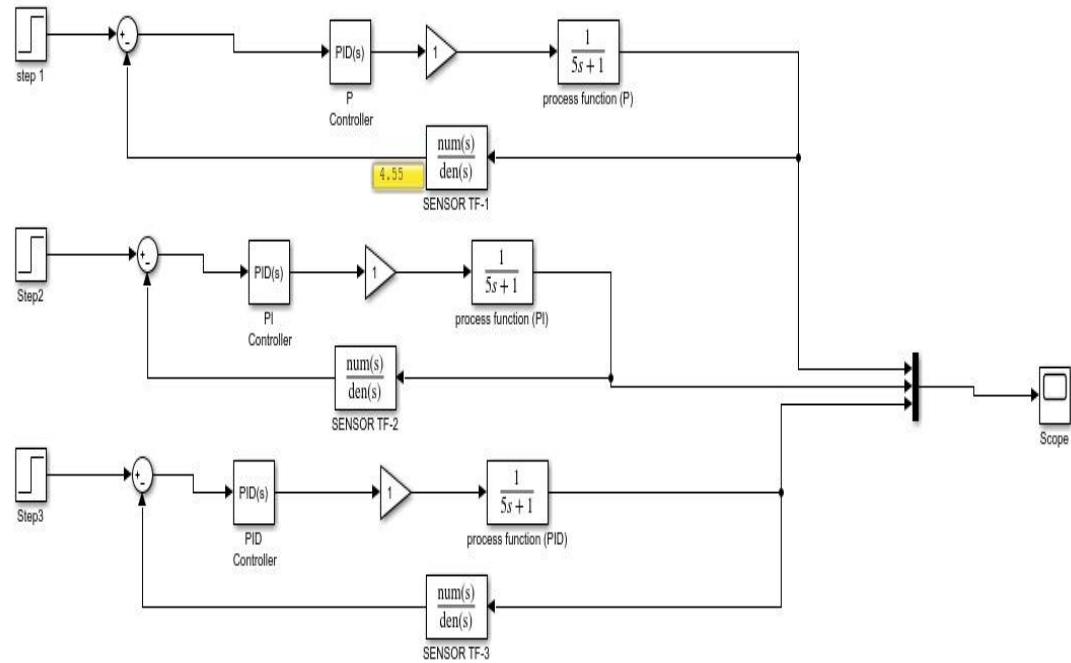 step 1
+
-
PID(s)
P
Controller
1
1
5s+1
process function (P)
num(s)
den(s)
4.55
SENSOR TF-1
Step2
+
-
PID(s)
PI
Controller
1
1
5s+1
process function (PI)
num(s)
den(s)
SENSOR TF-2
Scope
Step3
+
-
PID(s)
PID
Controller
1
1
5s+1
process function (PID)
num(s)
den(s)
SENSOR TF-3